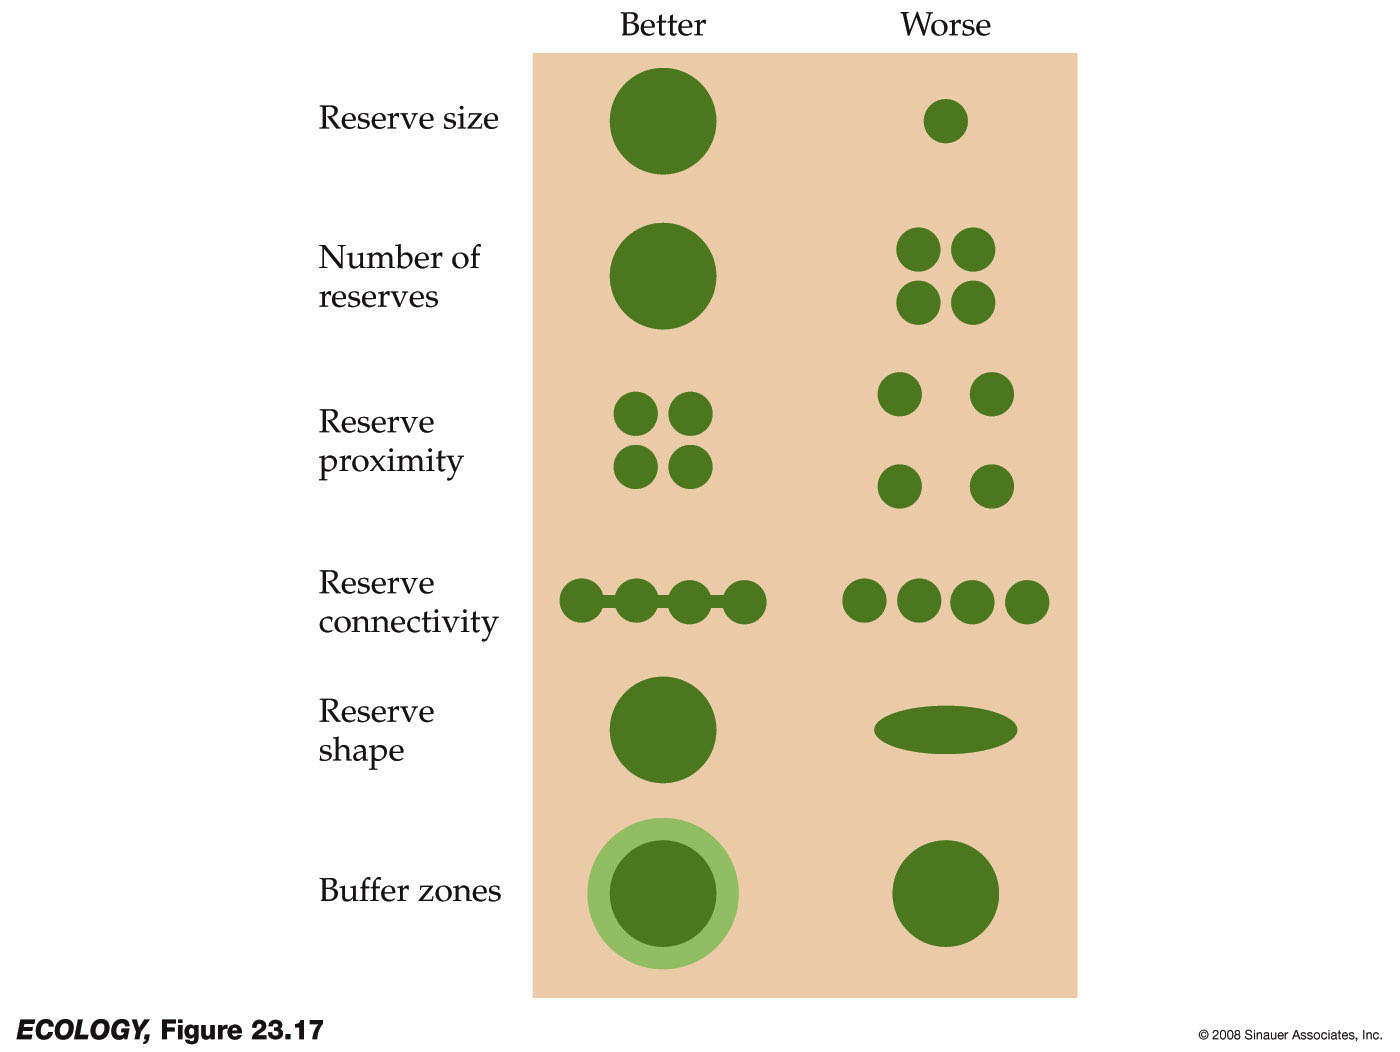 Better Worse
Reserve size
Number of
reserves
Reserve
proximity
Reserve
connectivity
Reserve
shape
Buffer zones
ECOLOGY, Figure 23.17
© 2008 Sinauer Associates, Inc.